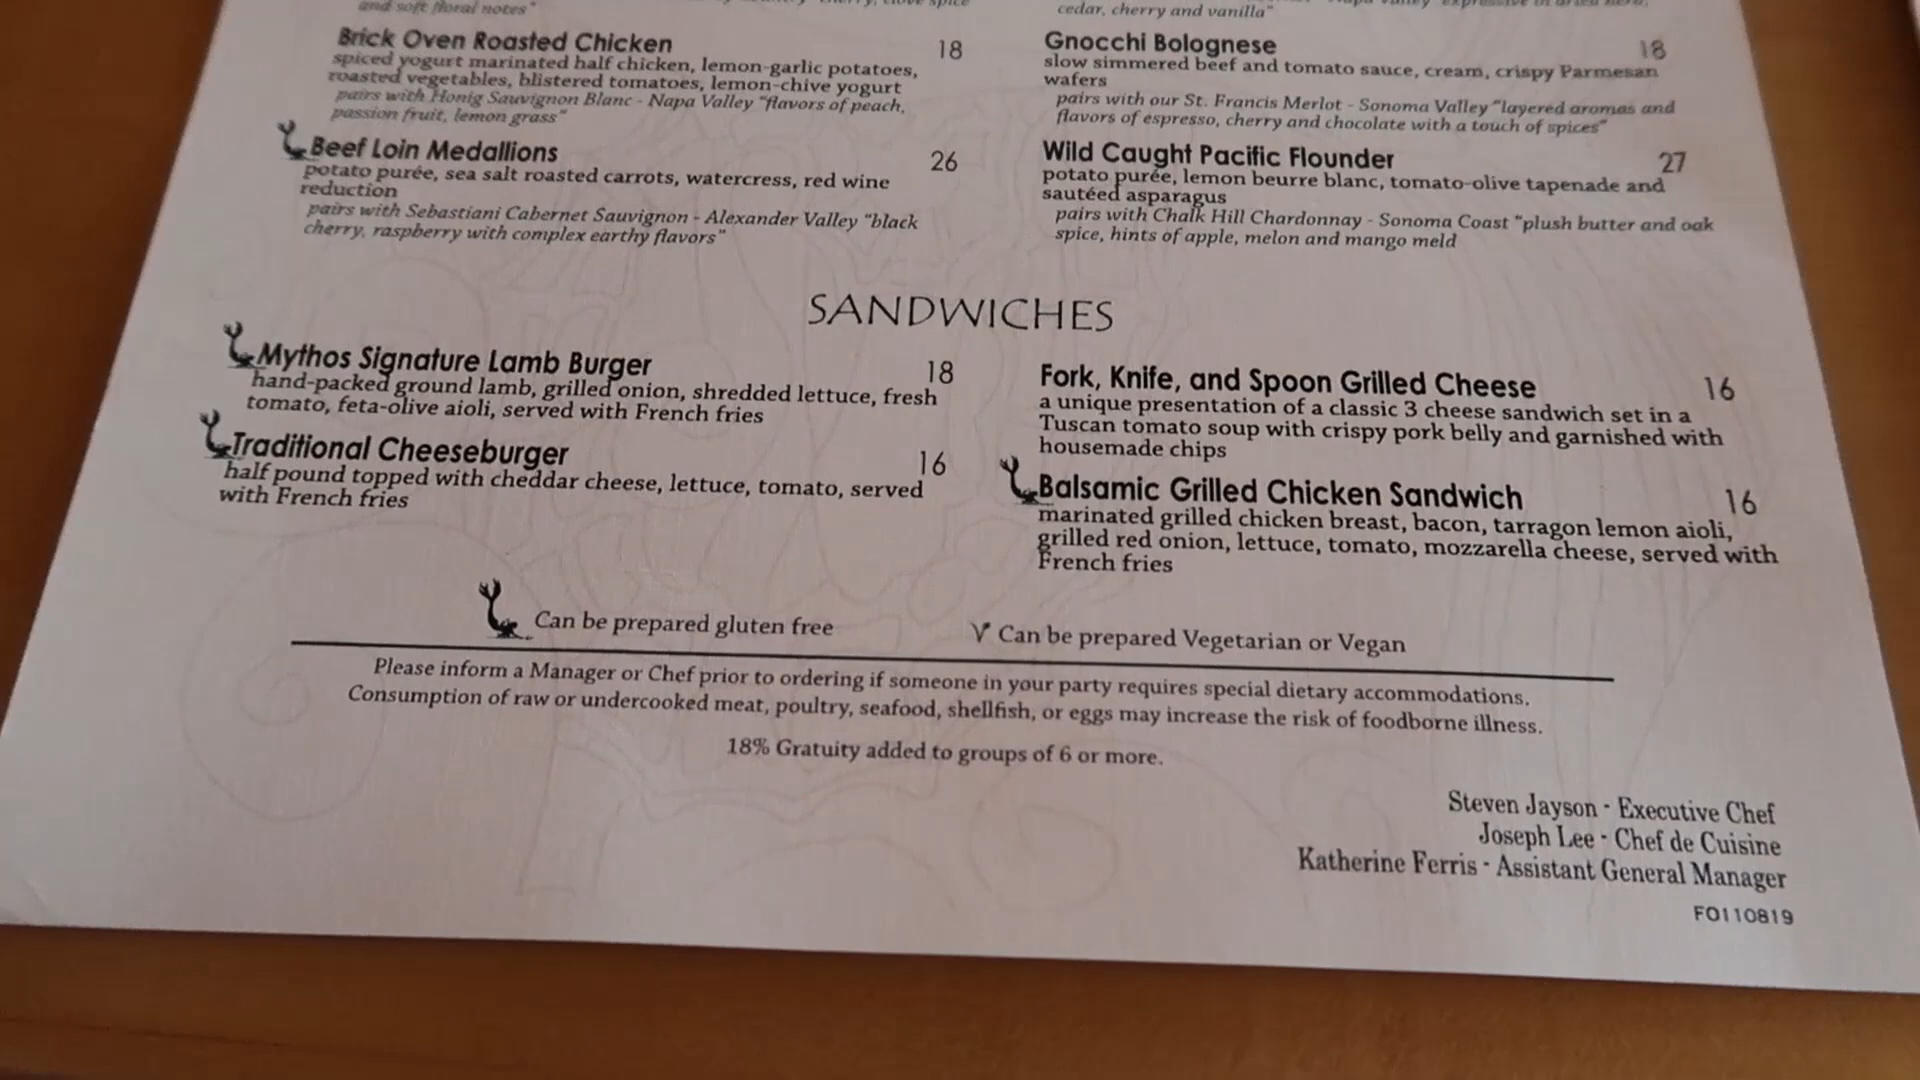 and soft floral notes"
cedar, cherry and vanilla"
Brick Oven Roasted Chicken 18
spiced yogurt marinated half chicken, lemon-garlic potatoes,
roasted vegetables, blistered tomatoes, lemon-chive yogurt
pairs with Honig Sauvignon Blanc - Napa Valley "flavors of peach,
passion fruit, lemon grass"
Beef Loin Medallions 26
potato purée, sea salt roasted carrots, watercress, red wine
reduction
pairs with Sebastiani Cabernet Sauvignon - Alexander Valley "black
cherry, raspberry with complex earthy flavors"
Gnocchi Bolognese 18
slow simmered beef and tomato sauce, cream, crispy Parmesan
wafers
pairs with our St. Francis Merlot - Sonoma Valley "layered aromas and
flavors of espresso, cherry and chocolate with a touch of spices"
Wild Caught Pacific Flounder 27
potato purée, lemon beurre blanc, tomato-olive tapenade and
sautéed asparagus
pairs with Chalk Hill Chardonnay - Sonoma Coast "plush butter and oak
spice, hints of apple, melon and mango meld
SANDWICHES
Mythos Signature Lamb Burger 18
hand-packed ground lamb, grilled onion, shredded lettuce, fresh
tomato, feta-olive aioli, served with French fries
Traditional Cheeseburger 16
half pound topped with cheddar cheese, lettuce, tomato, served
with French fries
Fork, Knife, and Spoon Grilled Cheese 16
a unique presentation of a classic 3 cheese sandwich set in a
Tuscan tomato soup with crispy pork belly and garnished with
housemade chips
Balsamic Grilled Chicken Sandwich 16
marinated grilled chicken breast, bacon, tarragon lemon aioli,
grilled red onion, lettuce, tomato, mozzarella cheese, served with
French fries
Can be prepared gluten free
V Can be prepared Vegetarian or Vegan
Please inform a Manager or Chef prior to ordering if someone in your party requires special dietary accommodations.
Consumption of raw or undercooked meat, poultry, seafood, shellfish, or eggs may increase the risk of foodborne illness.
18% Gratuity added to groups of 6 or more.
Steven Jayson - Executive Chef
Joseph Lee - Chef de Cuisine
Katherine Ferris - Assistant General Manager
FO110819